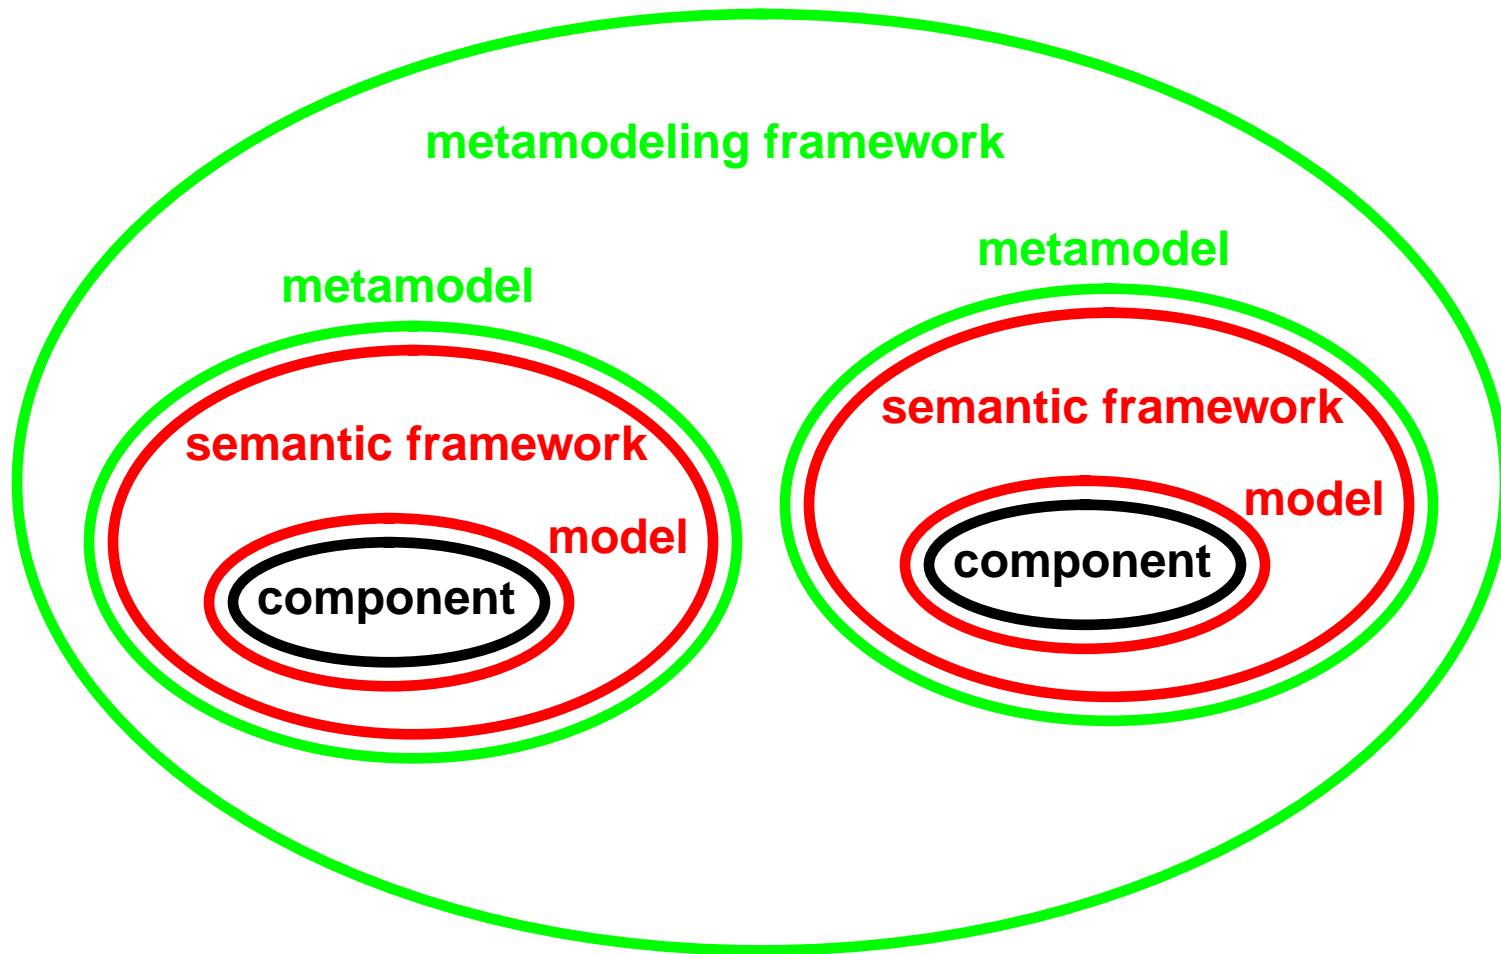 metamodeling framework
metamodel
metamodel
semantic framework
model
component
semantic framework
model
component